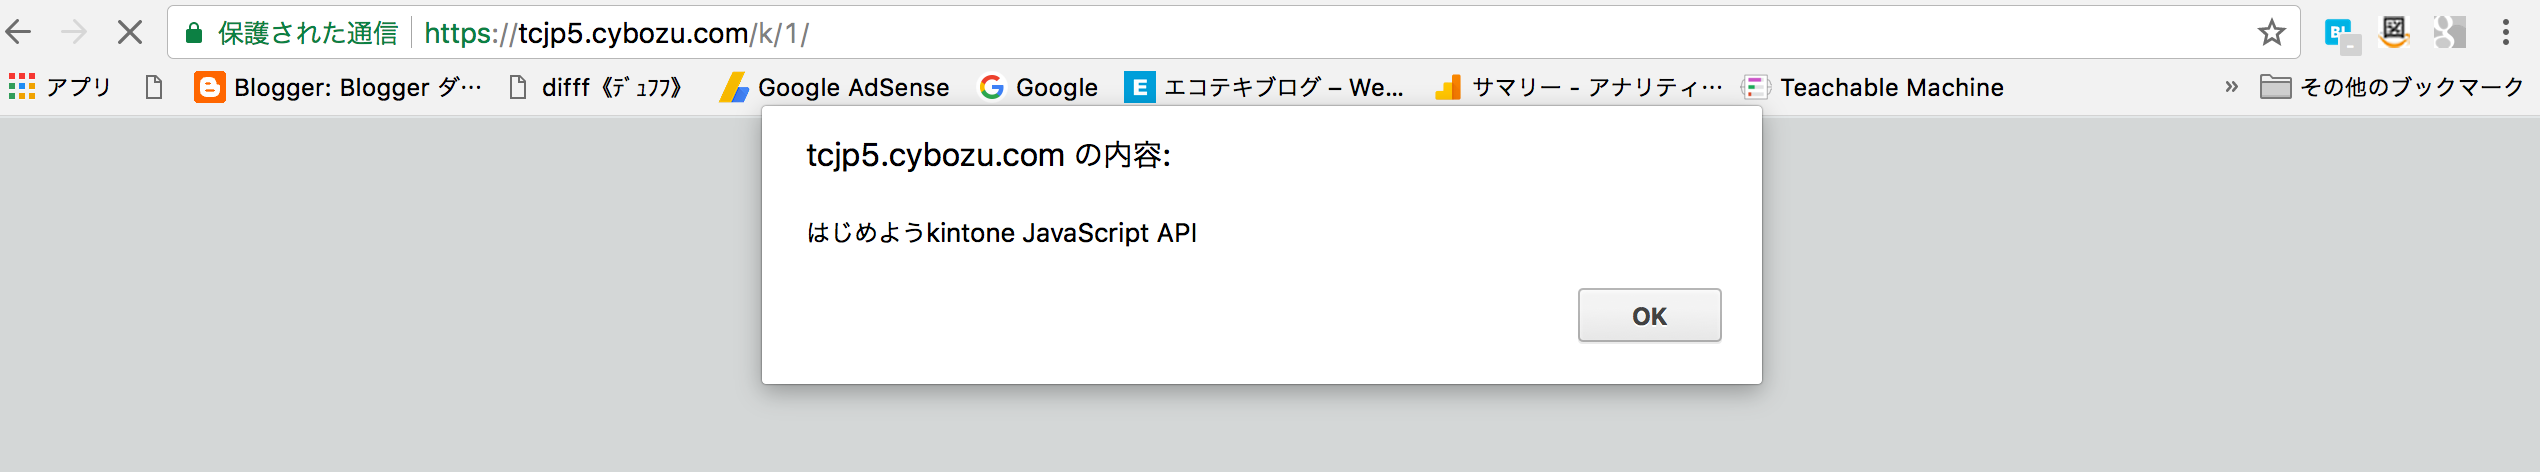 保護された通信 https://tcjp5.cybozu.com/k/1/
アプリ Blogger: Blogger ダ… difff《ﾃﾞｭﾌﾌ》 Google AdSense Google エコテキブログ – We… サマリー - アナリティ… Teachable Machine » その他のブックマーク
tcjp5.cybozu.com の内容:
はじめようkintone JavaScript API
OK